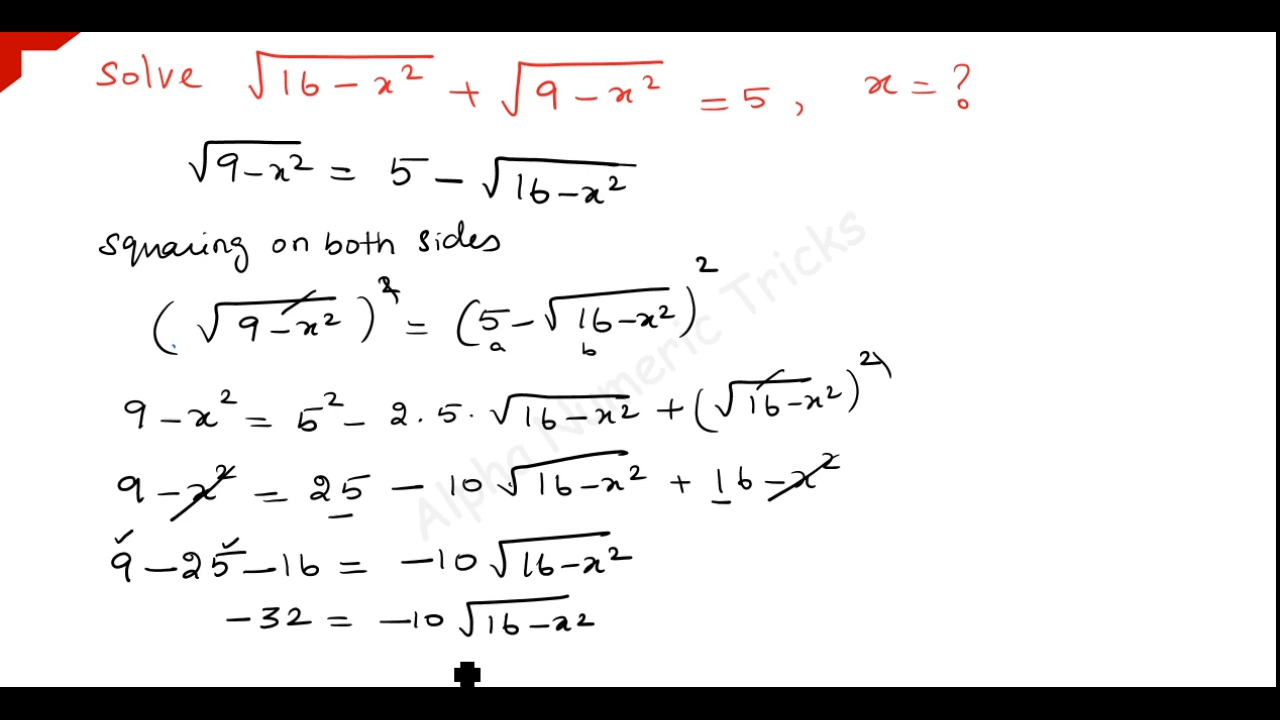 Solve √(16 − x²) + √(9 − x²) = 5, x = ?
√(9 − x²) = 5 − √(16 − x²)
Squaring on both sides
(√(9 − x²))² = (5 − √(16 − x²))²
a b
9 − x² = 5² − 2 . 5 . √(16 − x²) + (√(16 − x²))²
9 − x² = 25 − 10 √(16 − x²) + 16 − x²
9 − 25 − 16 = −10 √(16 − x²)
−32 = −10 √(16 − x²)
Alpha Numeric Tricks